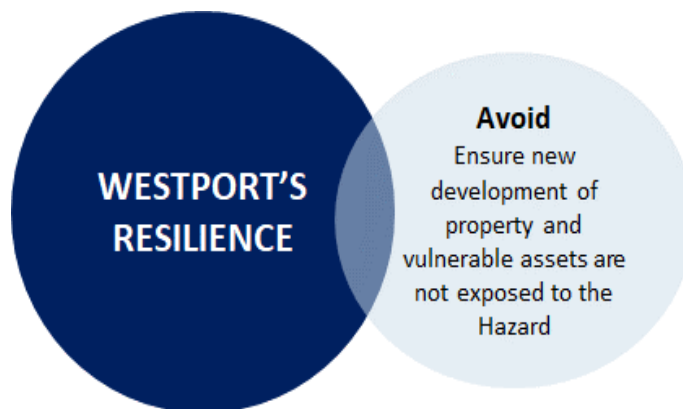 WESTPORT'S
RESILIENCE
Avoid
Ensure new
development of
property and
vulnerable assets are
not exposed to the
Hazard